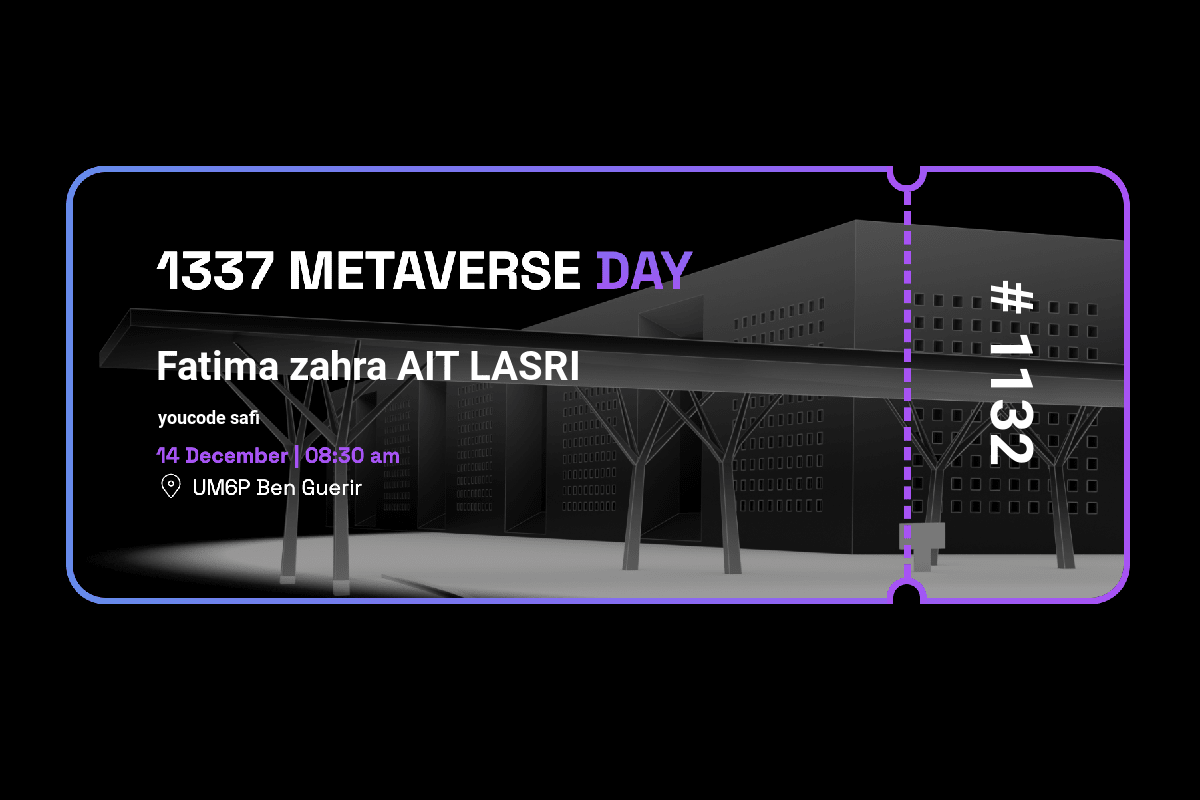 1337 METAVERSE DAY
Fatima zahra AIT LASRI
youcode safi
14 December | 08:30 am
UM6P Ben Guerir
#1132